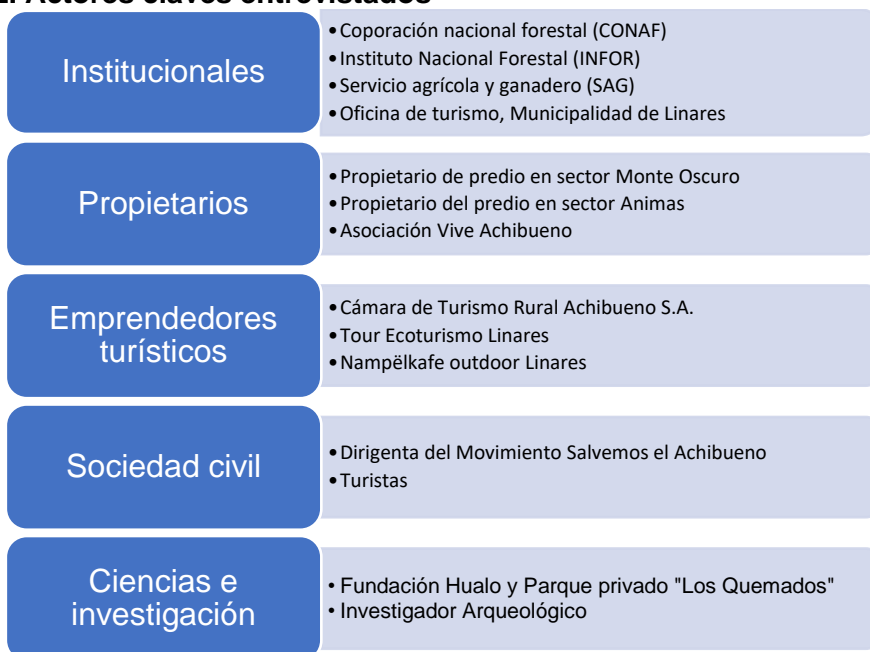 . Actores claves entrevistados
Institucionales
•Coporación nacional forestal (CONAF)
•Instituto Nacional Forestal (INFOR)
•Servicio agrícola y ganadero (SAG)
•Oficina de turismo, Municipalidad de Linares
Propietarios
•Propietario de predio en sector Monte Oscuro
•Propietario del predio en sector Animas
•Asociación Vive Achibueno
Emprendedores
turísticos
•Cámara de Turismo Rural Achibueno S.A.
•Tour Ecoturismo Linares
•Nampëlkafe outdoor Linares
Sociedad civil
•Dirigenta del Movimiento Salvemos el Achibueno
•Turistas
Ciencias e
investigación
• Fundación Hualo y Parque privado "Los Quemados"
• Investigador Arqueológico